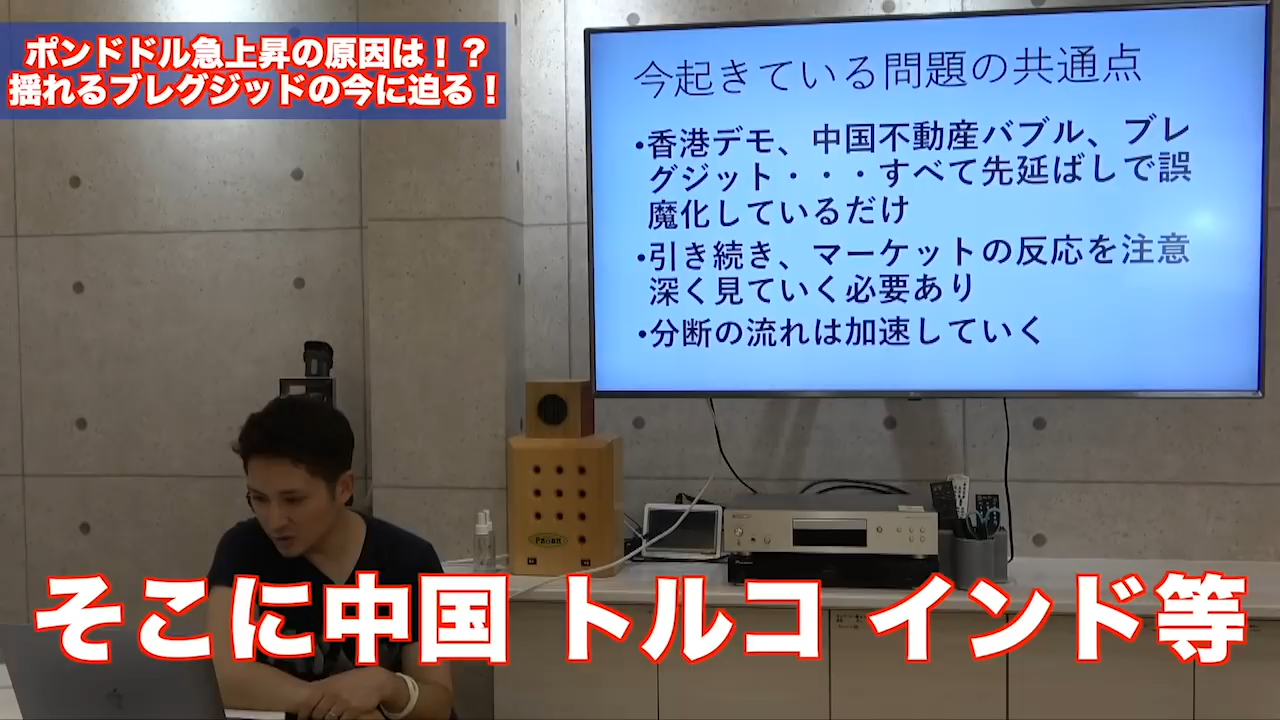 ポンドドル急上昇の原因は！？
揺れるブレグジッドの今に迫る！
今起きている問題の共通点
•香港デモ、中国不動産バブル、ブレ
グジット・・・すべて先延ばしで誤
魔化しているだけ
•引き続き、マーケットの反応を注意
深く見ていく必要あり
•分断の流れは加速していく
そこに中国 トルコ インド等